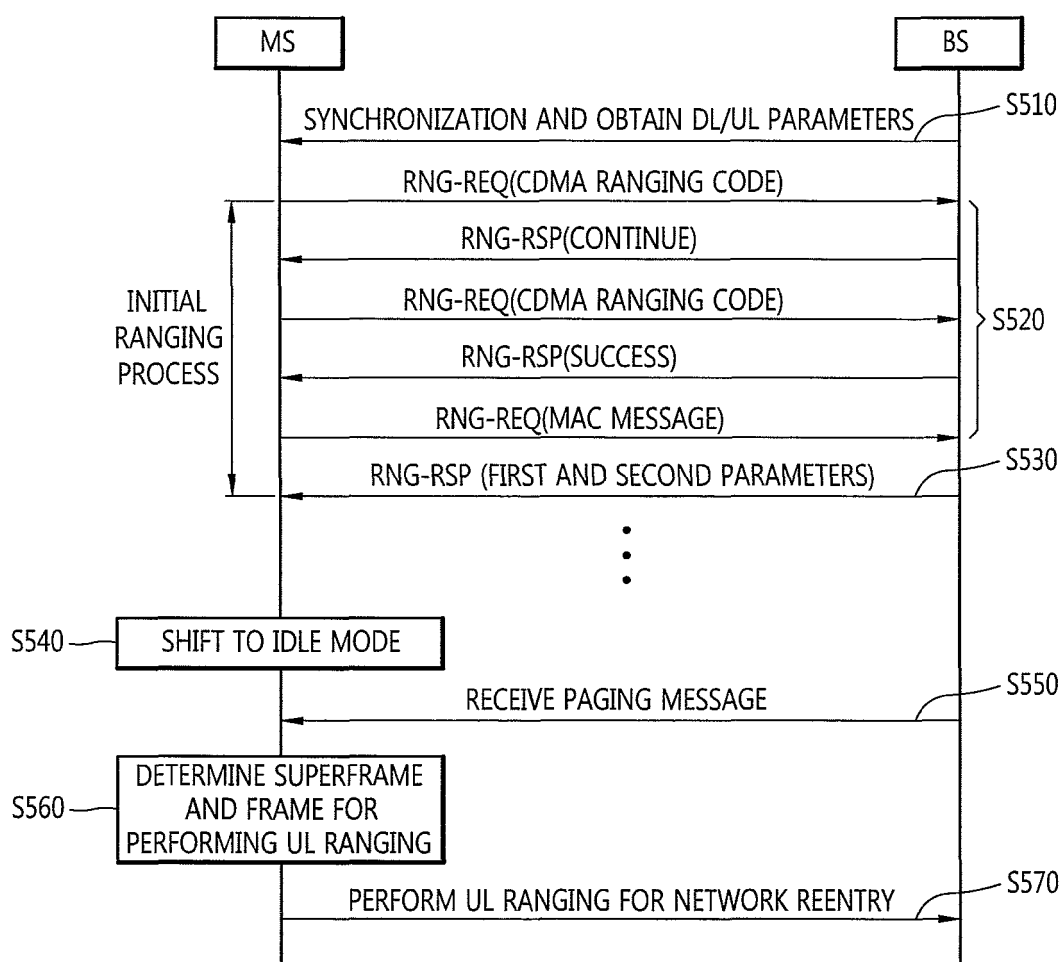 MS
BS
S510
SYNCHRONIZATION AND OBTAIN DL/UL PARAMETERS
RNG-REQ(CDMA RANGING CODE)
RNG-RSP(CONTINUE)
INITIAL
RANGING
PROCESS
RNG-REQ(CDMA RANGING CODE)
S520
RNG-RSP(SUCCESS)
RNG-REQ(MAC MESSAGE)
S530
RNG-RSP (FIRST AND SECOND PARAMETERS)
S540
SHIFT TO IDLE MODE
S550
RECEIVE PAGING MESSAGE
S560
DETERMINE SUPERFRAME
AND FRAME FOR
PERFORMING UL RANGING
S570
PERFORM UL RANGING FOR NETWORK REENTRY